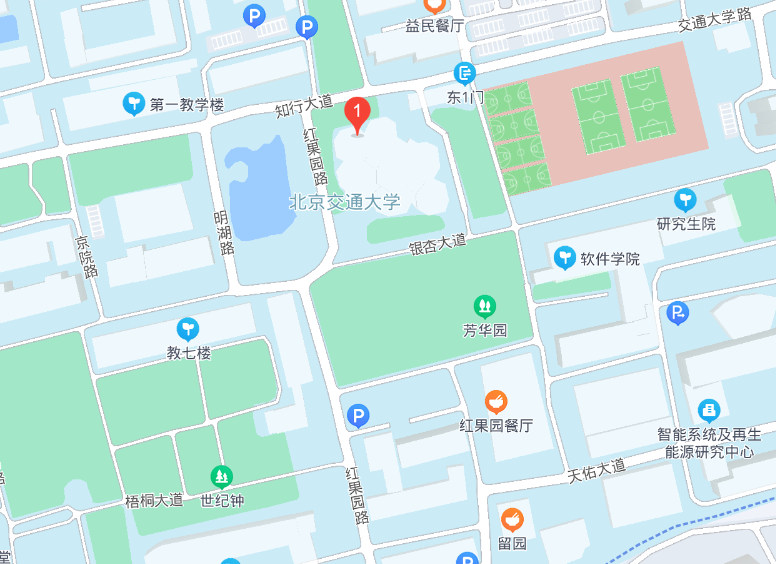 P
P
益民餐厅
交通大学路
东1门
第一教学楼
知行大道
1
红果园路
北京交通大学
明湖路
京院路
银杏大道
研究生院
软件学院
P
芳华园
教七楼
P
红果园餐厅
智能系统及再生
能源研究中心
天佑大道
红果园路
梧桐大道
世纪钟
留园
P
堂